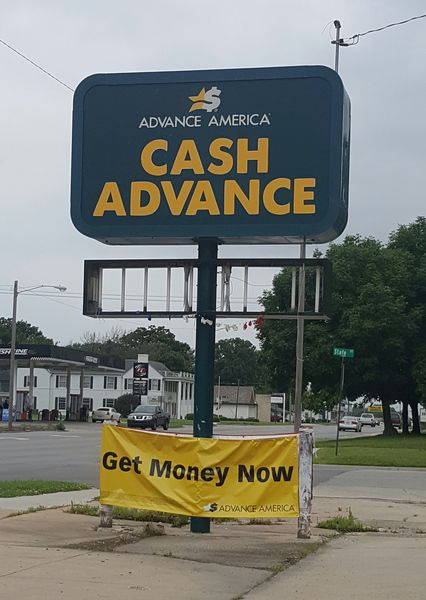 ADVANCE AMERICA
CASH
ADVANCE
State
Get Money Now
$ ADVANCE AMERICA